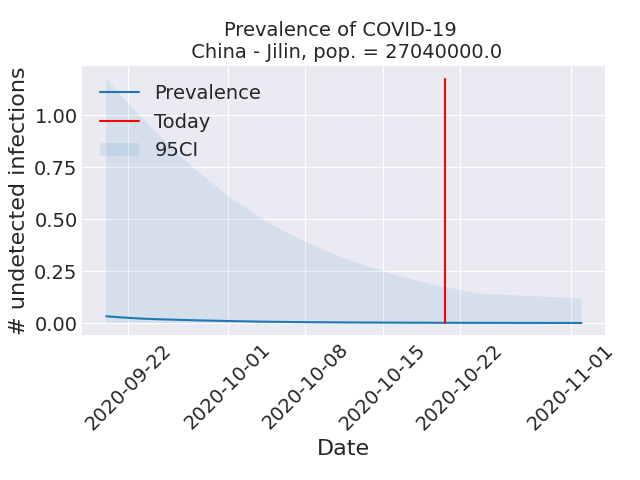 Prevalence of COVID-19
China - Jilin, pop. = 27040000.0
# undetected infections
1.00
0.75
0.50
0.25
0.00
Prevalence
Today
95CI
2020-09-22
2020-10-01
2020-10-08
2020-10-15
2020-10-22
2020-11-01
Date